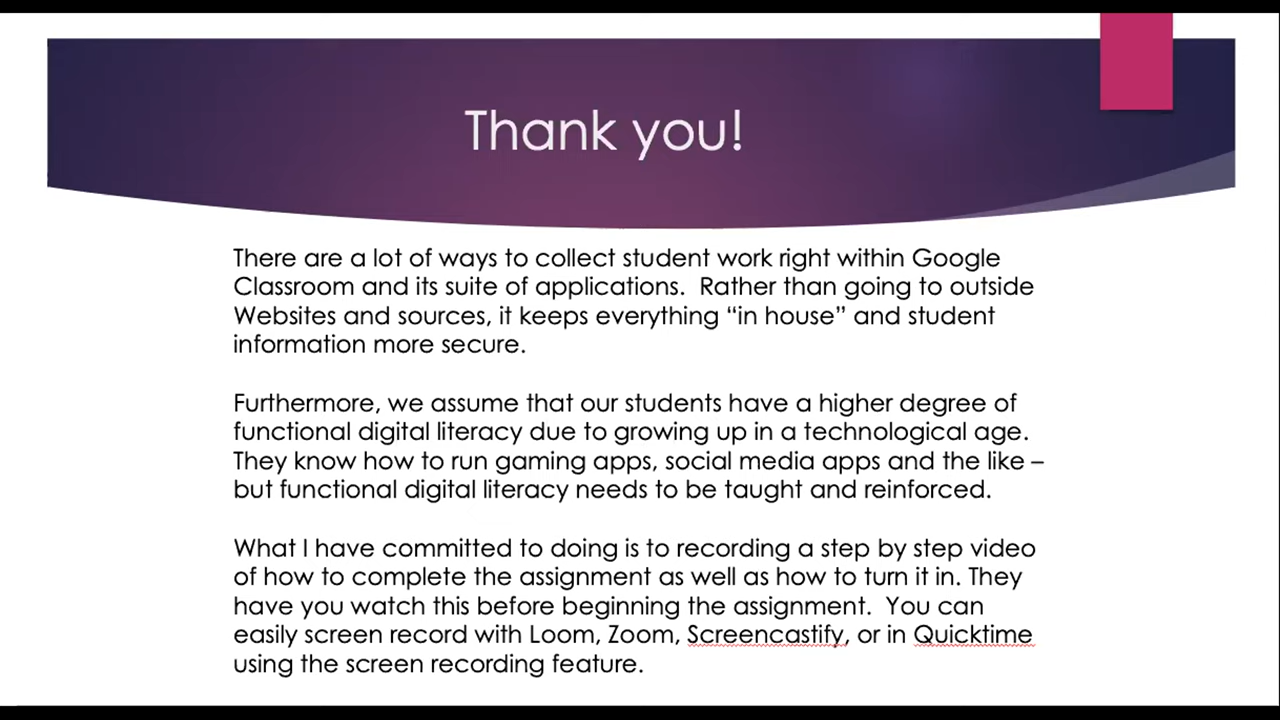 Thank you!
There are a lot of ways to collect student work right within Google
Classroom and its suite of applications.  Rather than going to outside
Websites and sources, it keeps everything “in house” and student
information more secure.
Furthermore, we assume that our students have a higher degree of
functional digital literacy due to growing up in a technological age.
They know how to run gaming apps, social media apps and the like –
but functional digital literacy needs to be taught and reinforced.
What I have committed to doing is to recording a step by step video
of how to complete the assignment as well as how to turn it in. They
have you watch this before beginning the assignment.  You can
easily screen record with Loom, Zoom, Screencastify, or in Quicktime
using the screen recording feature.